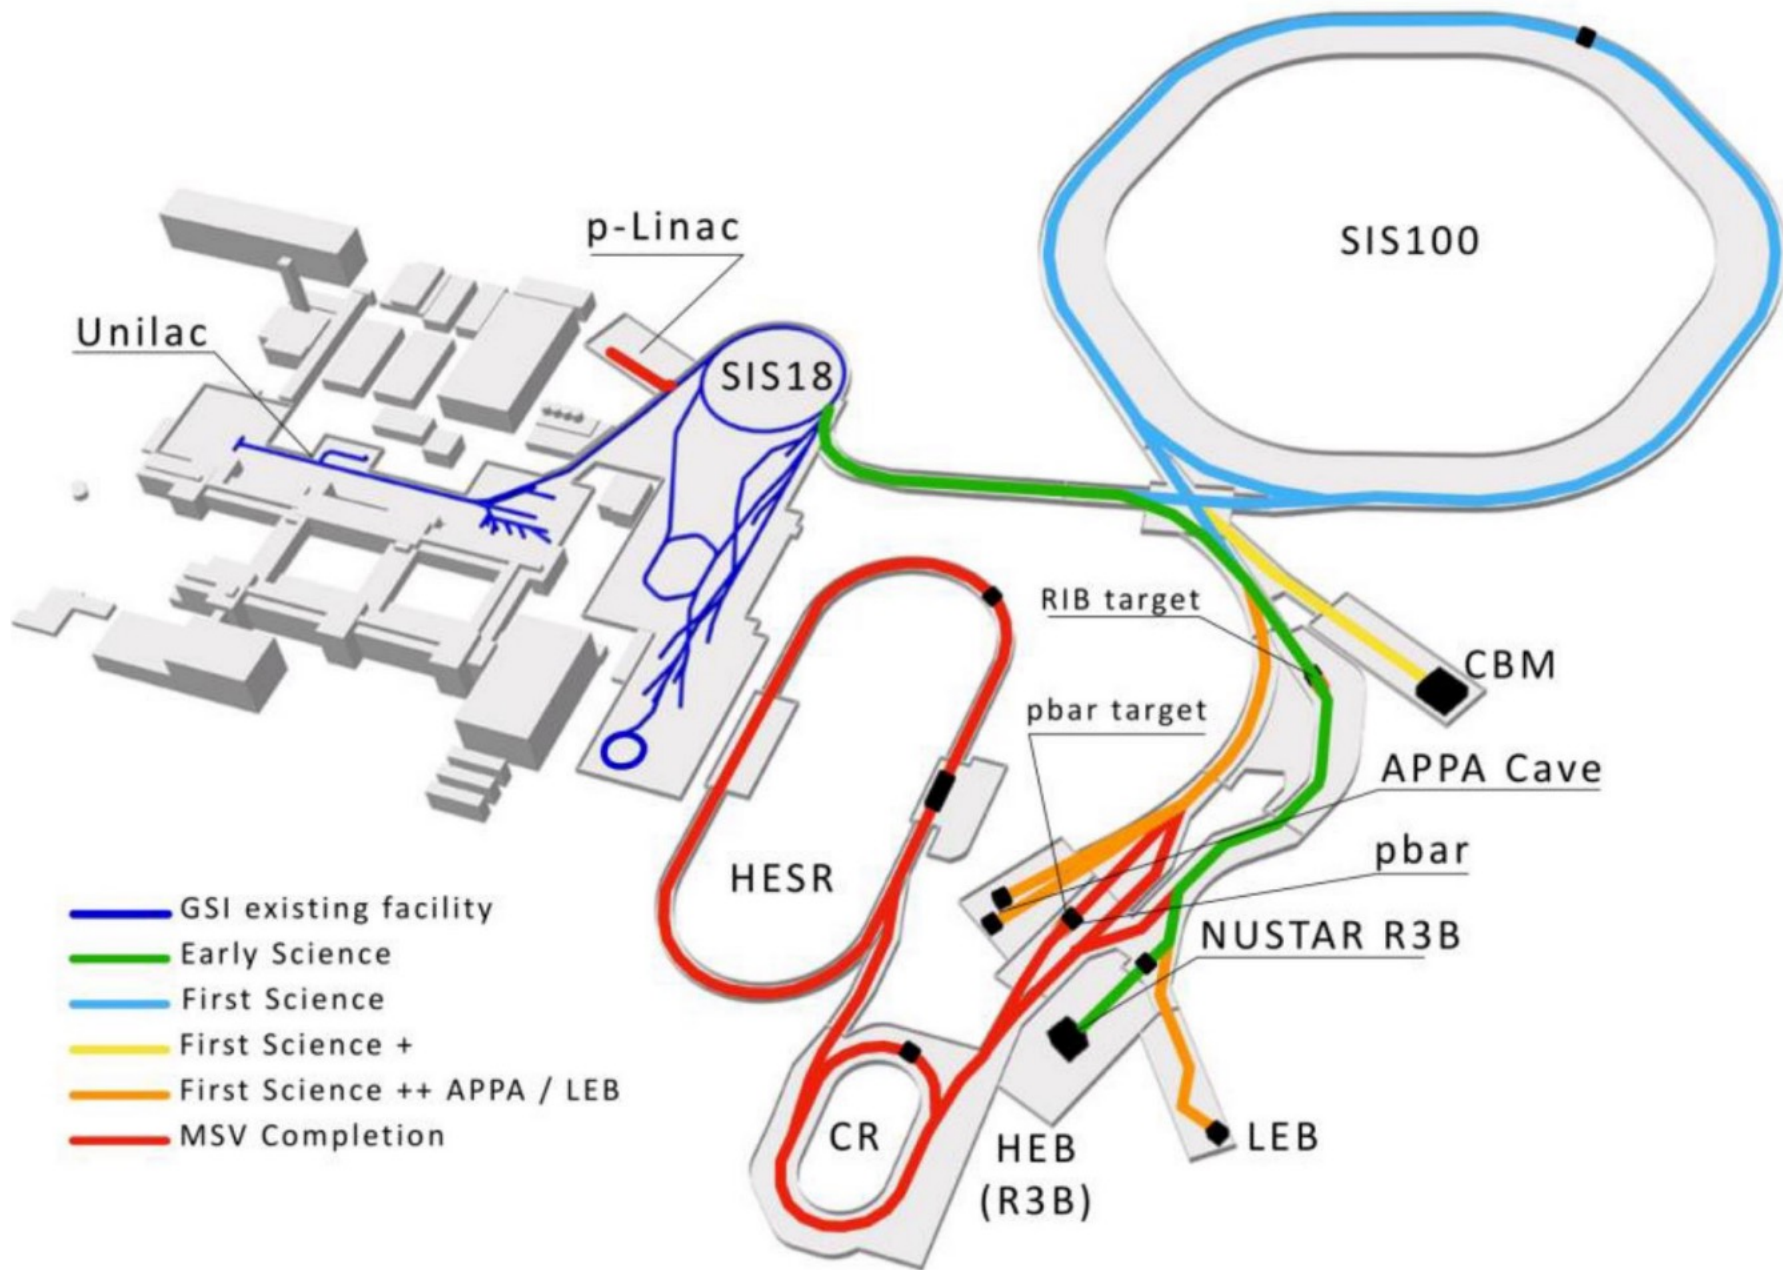 SIS100
p-Linac
Unilac
SIS18
RIB target
CBM
pbar target
APPA Cave
pbar
HESR
NUSTAR R3B
GSI existing facility
Early Science
First Science
First Science +
First Science ++ APPA / LEB
MSV Completion
CR
HEB
(R3B)
LEB